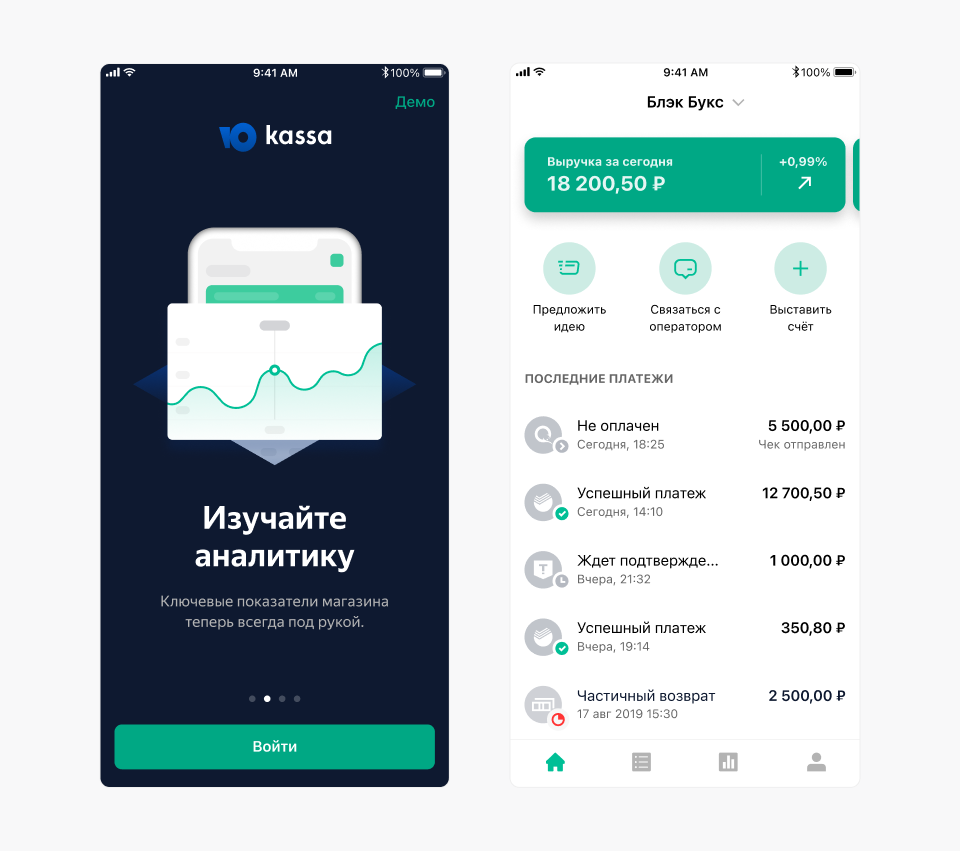 9:41 AM
100%
Демо
Ю kassa
Изучайте
аналитику
Ключевые показатели магазина
теперь всегда под рукой.
Войти
9:41 AM
100%
Блэк Букс
Выручка за сегодня
18 200,50 ₽
+0,99%
Предложить
идею
Связаться с
оператором
Выставить
счёт
ПОСЛЕДНИЕ ПЛАТЕЖИ
Не оплачен
5 500,00 ₽
Сегодня, 18:25
Чек отправлен
Успешный платеж
12 700,50 ₽
Сегодня, 14:10
Ждет подтвержде...
1 000,00 ₽
Вчера, 21:32
Успешный платеж
350,80 ₽
Вчера, 19:14
Частичный возврат
2 500,00 ₽
17 авг 2019 15:30